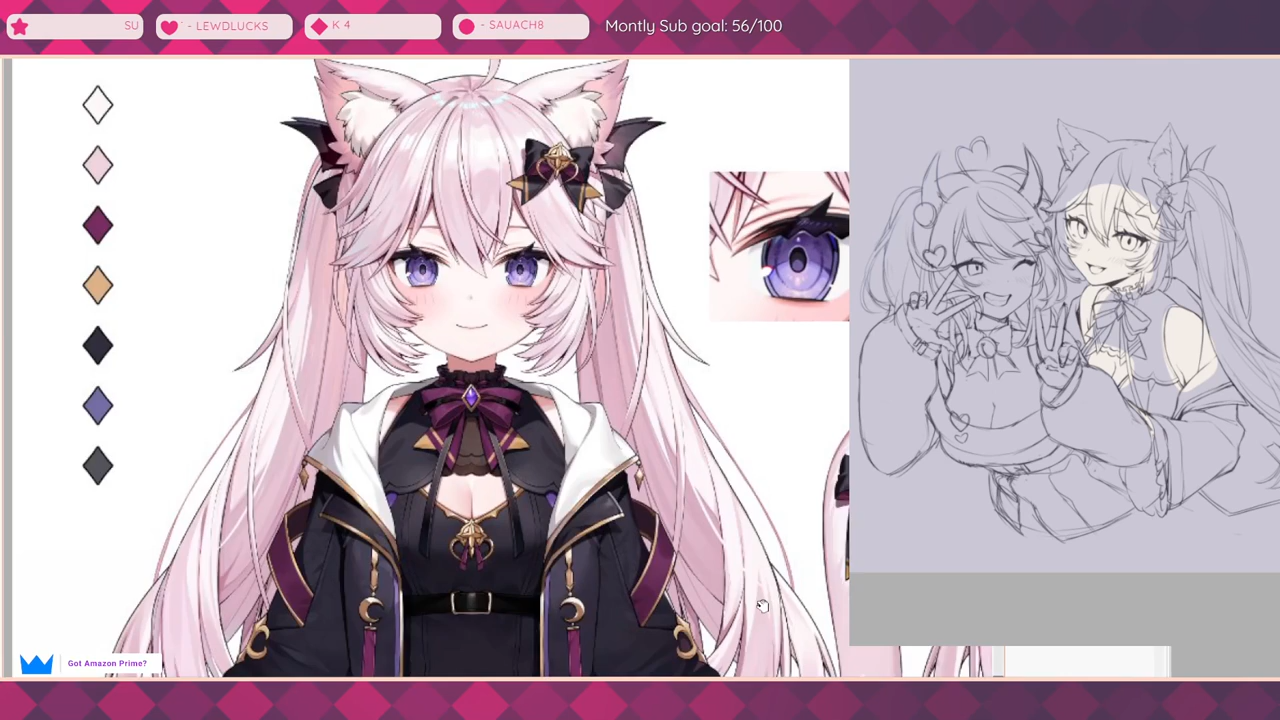 SU
- LEWDLUCKS
K 4
- SAUACH8
Montly Sub goal: 56/100
Got Amazon Prime?